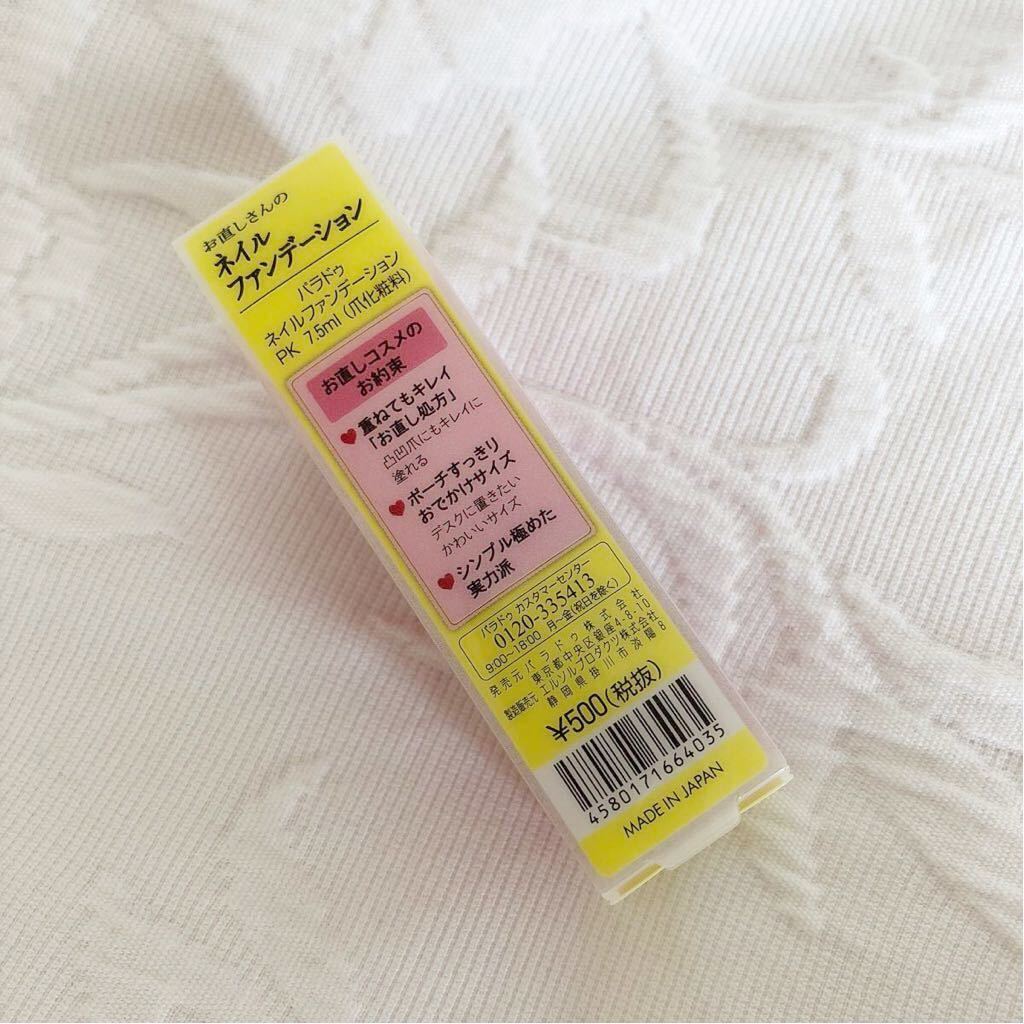 お直しさんの
ネイル
ファンデーション
パラドゥ
ネイルファンデーション
PK 7.5ml (爪化粧料)
お直しコスメの
お約束
重ねてもキレイ
「お直し処方」
凸凹爪にもキレイに
塗れる
ポーチすっきり
おでかけサイズ
デスクに置きたい
かわいいサイズ
シンプル極めた
実力派
パラドゥ カスタマーセンター
0120-335413
9:00~18:00 月~金(祝日を除く)
発売元 パラドゥ株式会社
東京都中央区銀座4-8-10
製造販売元 エルソルプロダクツ株式会社
静岡県掛川市淡陽8
¥500(税抜)
4580171664035
MADE IN JAPAN